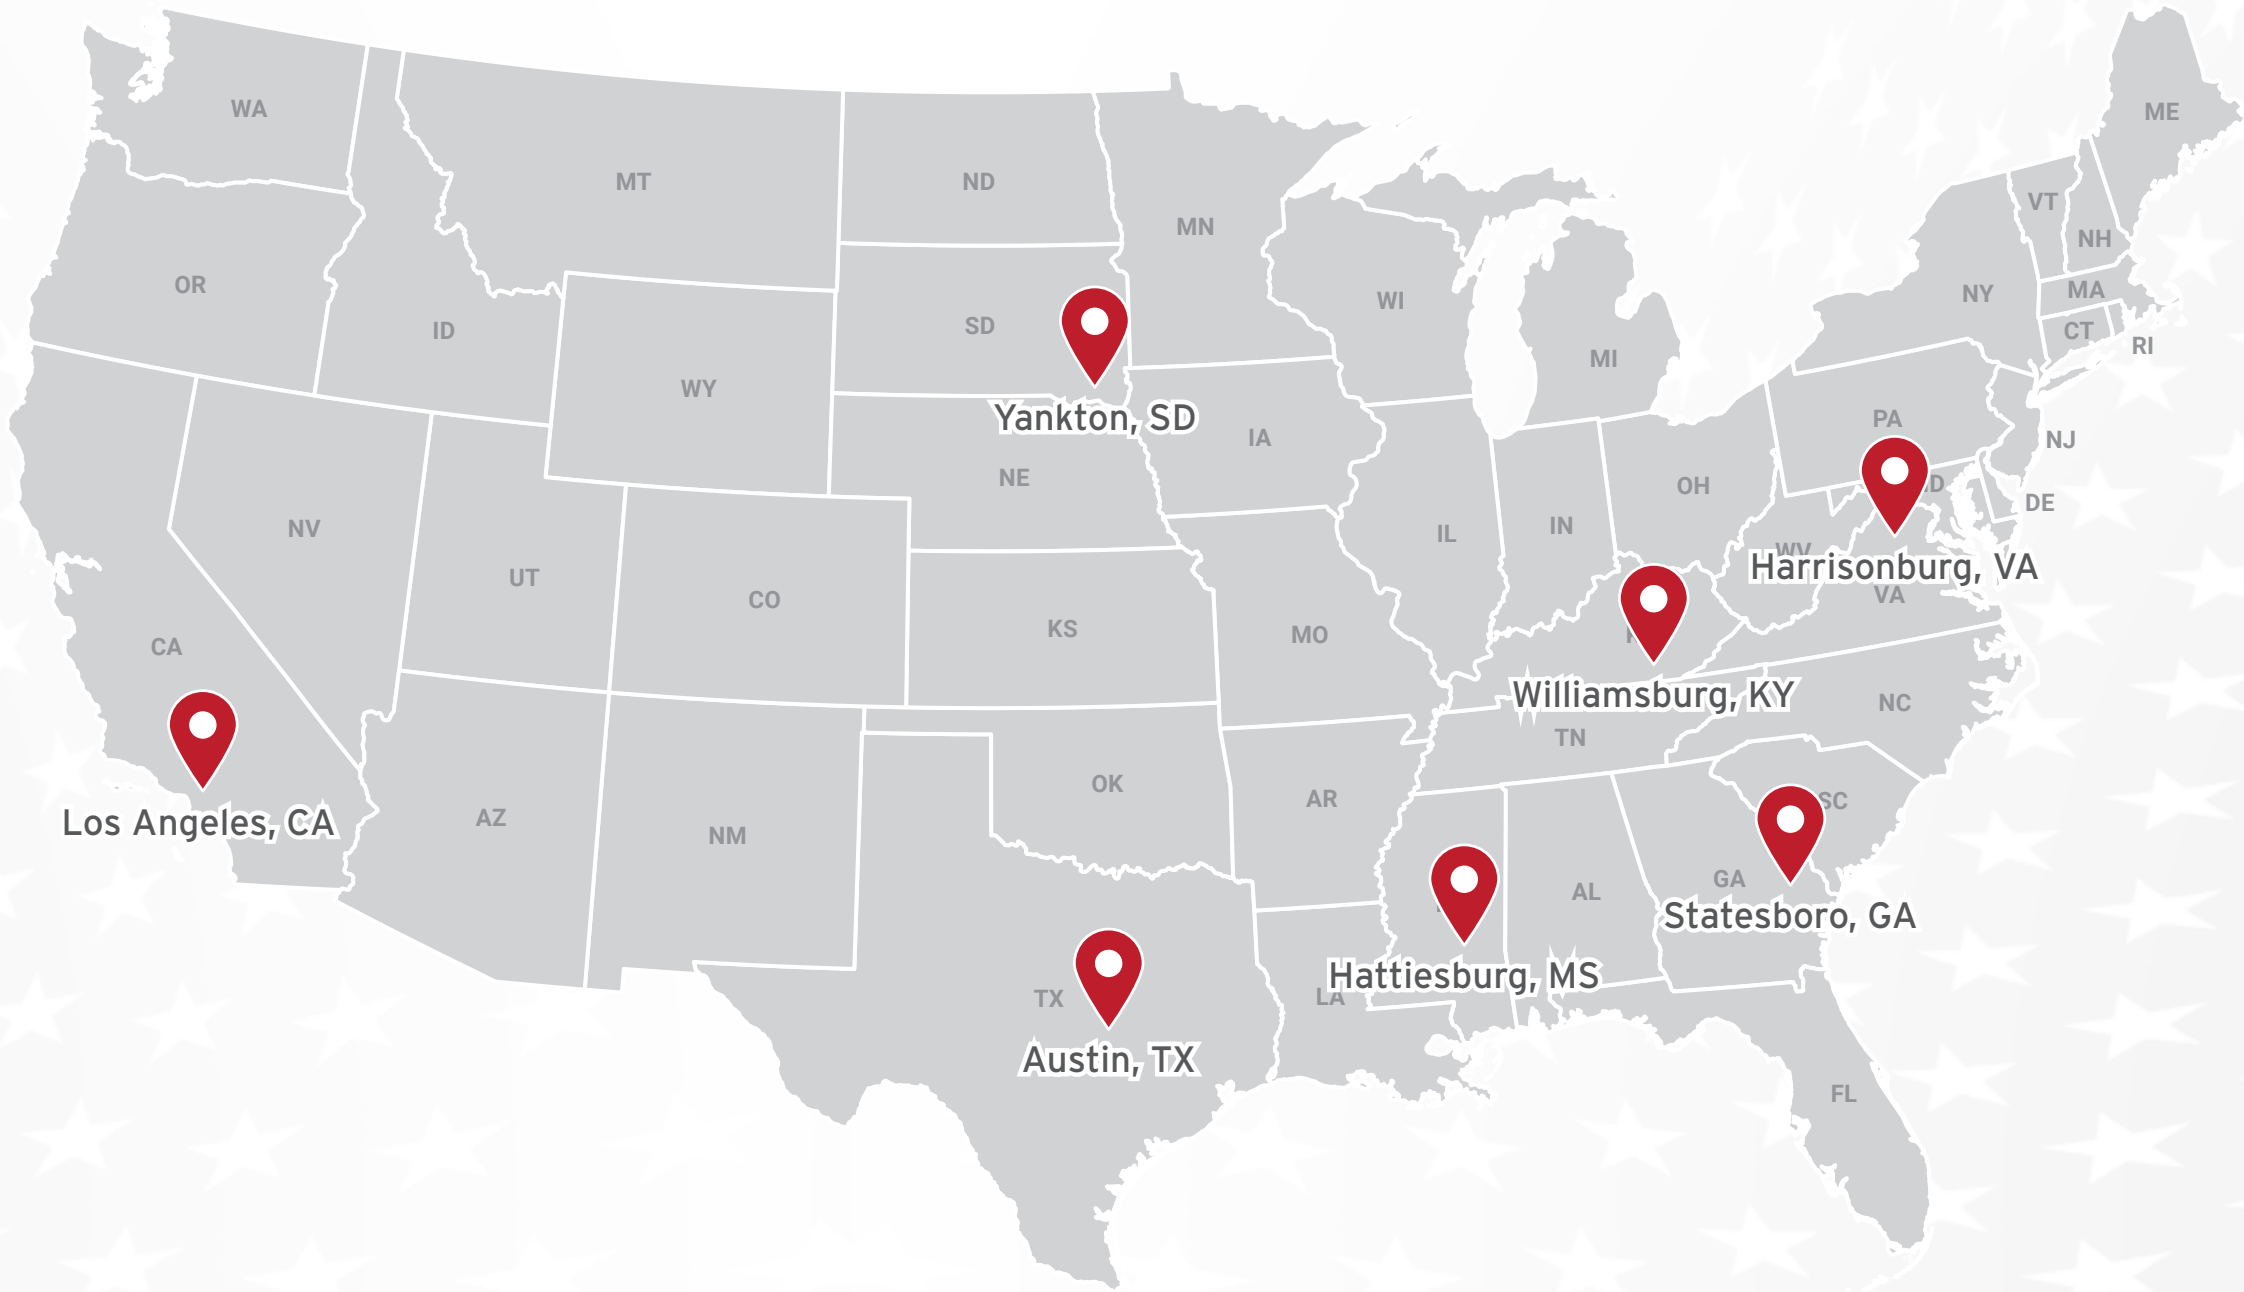 WA
ME
MT
ND
VT
MN
NH
OR
MA
NY
WI
SD
ID
CT
RI
MI
WY
Yankton, SD
PA
IA
NJ
NE
OH
DE
NV
IN
IL
WV
Harrisonburg, VA
UT
VA
CO
KS
MO
CA
Williamsburg, KY
NC
TN
OK
AR
SC
Los Angeles, CA
AZ
NM
GA
AL
Statesboro, GA
Hattiesburg, MS
LA
TX
Austin, TX
FL